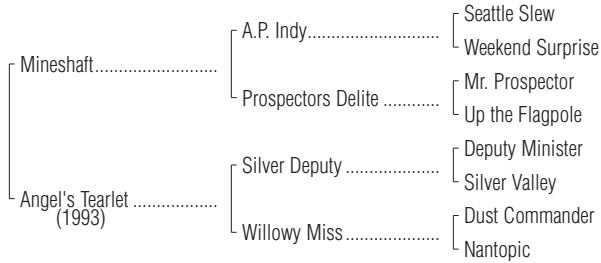 Seattle Slew
A.P. Indy
Weekend Surprise
Mineshaft
Mr. Prospector
Prospectors Delite
Up the Flagpole
Deputy Minister
Silver Deputy
Silver Valley
Angel's Tearlet
(1993)
Dust Commander
Willowy Miss
Nantopic